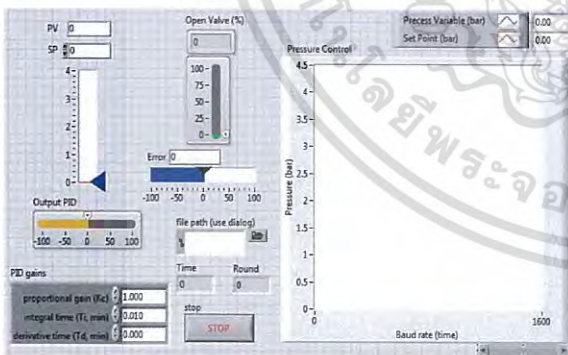 PV 0
SP 0
4
3
2
1
0
Output PID
-100 -50 0 50 100
PID gains
proportional gain (Kc) 1.000
integral time (Ti, min) 0.010
derivative time (Td, min) 0.000
Open Valve (%)
0
100
75
50
25
0
Error 0
-100 -50 0 50 100
file path (use dialog)
Time Round
0 0
stop
STOP
Precess Variable (bar) 0.00
Set Point (bar) 0.00
Pressure Control
4.5
4
3.5
3
2.5
2
1.5
1
0.5
0
Pressure (bar)
0 1600
Baud rate (time)